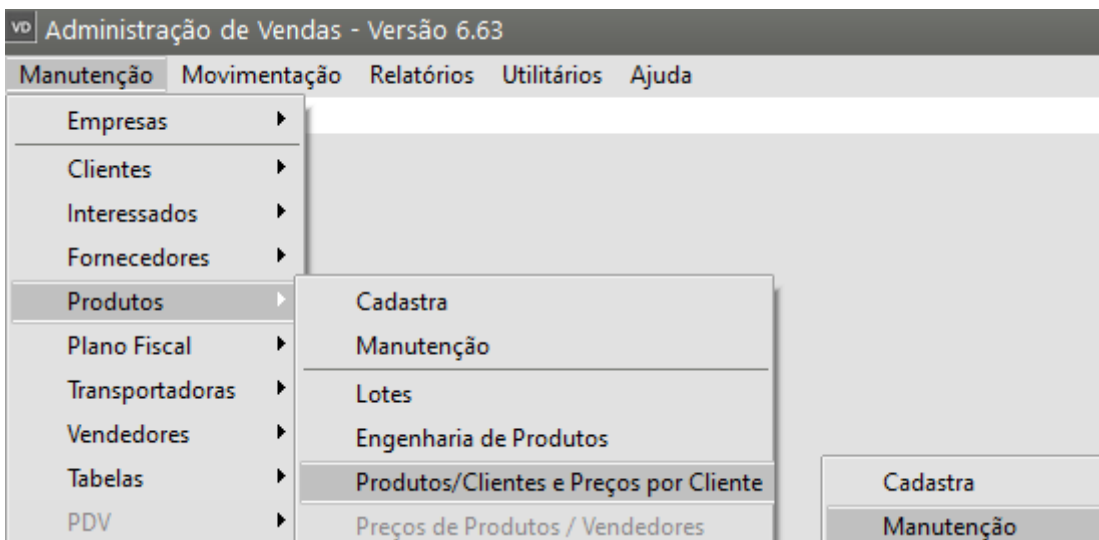 VD Administração de Vendas - Versão 6.63
Manutenção Movimentação Relatórios Utilitários Ajuda
Empresas
Clientes
Interessados
Fornecedores
Produtos
Plano Fiscal
Transportadoras
Vendedores
Tabelas
PDV
Cadastra
Manutenção
Lotes
Engenharia de Produtos
Produtos/Clientes e Preços por Cliente
Preços de Produtos / Vendedores
Cadastra
Manutenção